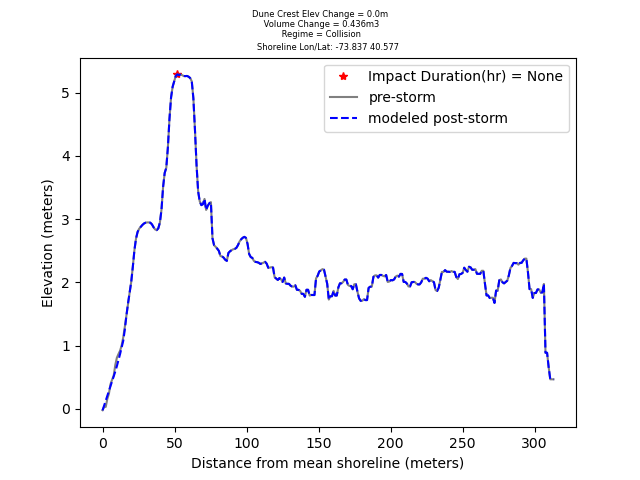 Dune Crest Elev Change = 0.0m
Volume Change = 0.436m3
Regime = Collision
Shoreline Lon/Lat: -73.837 40.577
Impact Duration(hr) = None
pre-storm
modeled post-storm
Elevation (meters)
5
4
3
2
1
0
0 50 100 150 200 250 300
Distance from mean shoreline (meters)